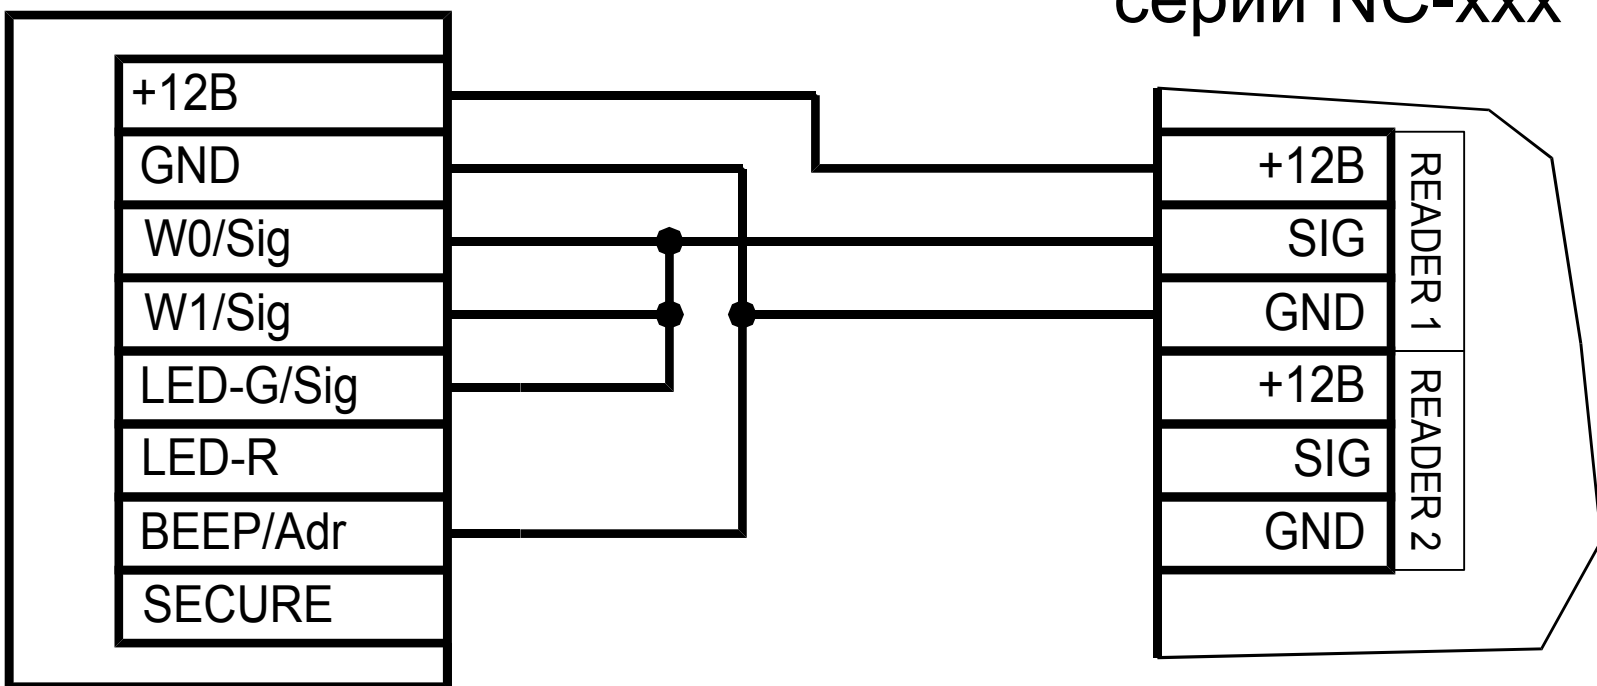 серии NC-xxx
+12В
GND
W0/Sig
W1/Sig
LED-G/Sig
LED-R
BEEP/Adr
SECURE
+12В
SIG
GND
READER 1
+12В
SIG
GND
READER 2